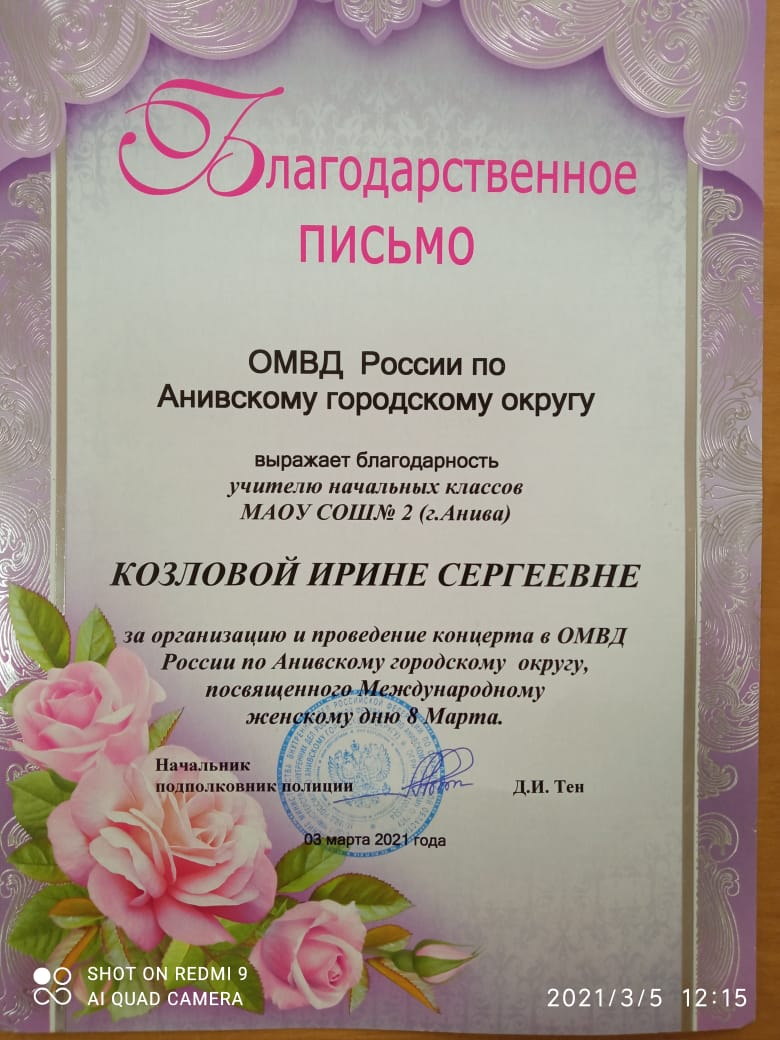 Благодарственное
письмо
ОМВД России по
Анивскому городскому округу
выражает благодарность
учителю начальных классов
МАОУ СОШ№ 2 (г.Анива)
КОЗЛОВОЙ ИРИНЕ СЕРГЕЕВНЕ
за организацию и проведение концерта в ОМВД
России по Анивскому городскому округу,
посвященного Международному
женскому дню 8 Марта.
Начальник
подполковник полиции Д.И. Тен
03 марта 2021 года
SHOT ON REDMI 9
AI QUAD CAMERA
2021/3/5 12:15